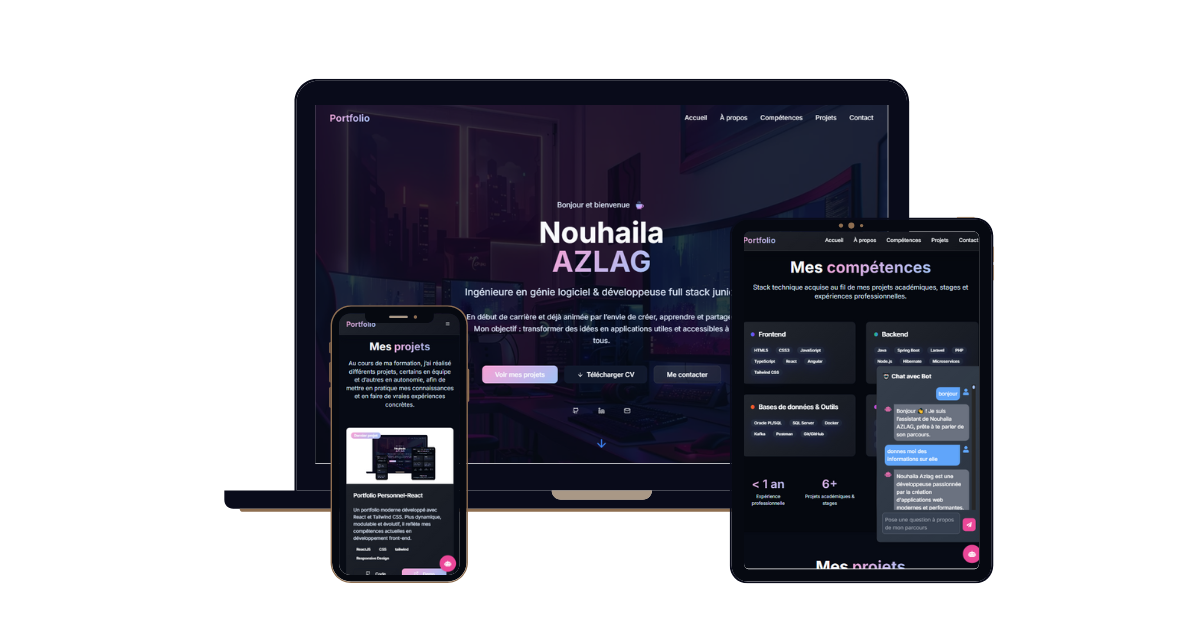 Portfolio
Accueil À propos Compétences Projets Contact
Bonjour et bienvenue
Nouhaila
AZLAG
Ingénieure en génie logiciel & développeuse full stack juni
En début de carrière et déjà animée par l'envie de créer, apprendre et partage
Mon objectif : transformer des idées en applications utiles et accessibles à
tous.
Voir mes projets
Télécharger CV
Me contacter
Portfolio
Mes projets
Au cours de ma formation, j'ai réalisé
différents projets, certains en équipe
et d'autres en autonomie, afin de
mettre en pratique mes connaissances
et en faire de vraies expériences
concrètes.
Portfolio Personnel-React
Un portfolio moderne développé avec
React et Tailwind CSS. Plus dynamique,
modulable et évolutif, il reflète mes
compétences actuelles en
développement front-end.
ReactJS CSS tailwind
Responsive Design
Code
Portfolio
Accueil À propos Compétences Projets Contact
Mes compétences
Stack technique acquise au fil de mes projets académiques, stages et
expériences professionnelles.
Frontend
HTML5 CSS3 JavaScript
TypeScript React Angular
Tailwind CSS
Backend
Java Spring Boot Laravel PHP
Node.js Hibernate Microservices
Bases de données & Outils
Oracle PL/SQL SQL Server Docker
Kafka Postman Git/GitHub
< 1 an
Expérience
professionnelle
6+
Projets académiques &
stages
Chat avec Bot
bonjour
Bonjour ! Je suis
l'assistant de Nouhaila
AZLAG, prête à te parler de
son parcours.
donnes moi des
informations sur elle
Nouhaila Azlag est une
développeuse passionnée
par la création
d'applications web
modernes et performantes.
Pose une question à propos
de mon parcours
Mes projets